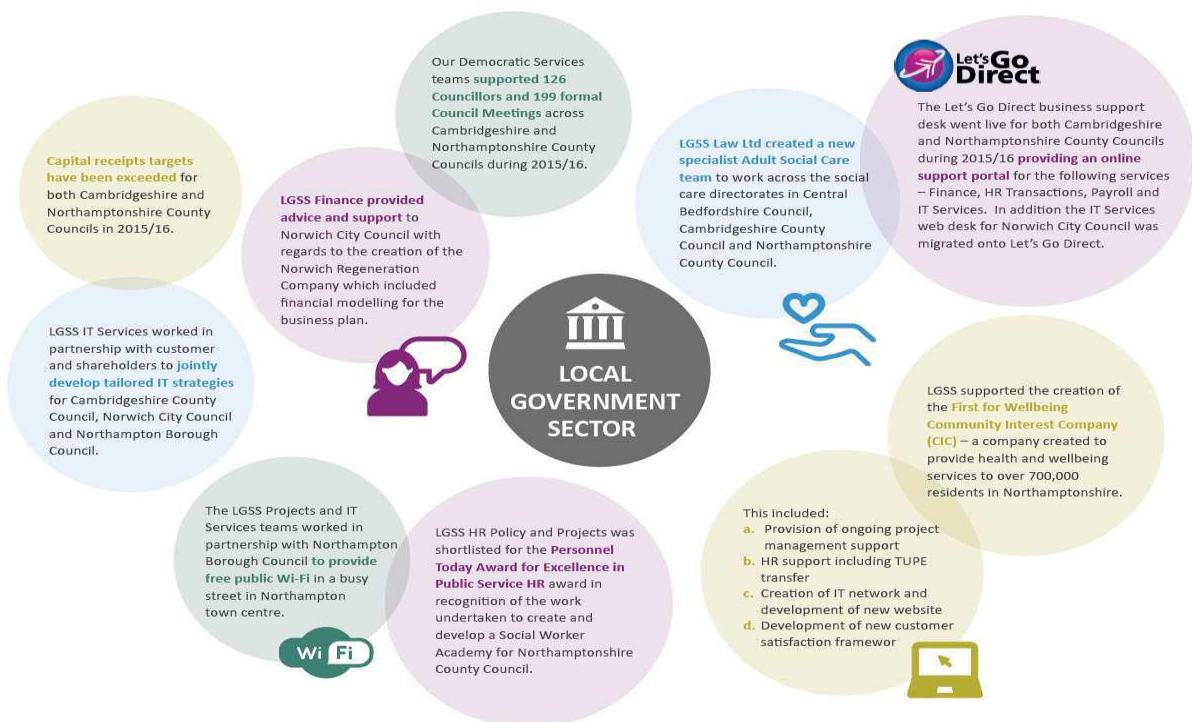 Our Democratic Services
teams supported 126
Councillors and 199 formal
Council Meetings across
Cambridgeshire and
Northamptonshire County
Councils during 2015/16.
Let'sGo
Direct
The Let's Go Direct business support
desk went live for both Cambridgeshire
and Northamptonshire County Councils
during 2015/16 providing an online
support portal for the following services
– Finance, HR Transactions, Payroll and
IT Services. In addition the IT Services
web desk for Norwich City Council was
migrated onto Let's Go Direct.
Capital receipts targets
have been exceeded for
both Cambridgeshire and
Northamptonshire County
Councils in 2015/16.
LGSS Finance provided
advice and support to
Norwich City Council with
regards to the creation of the
Norwich Regeneration
Company which included
financial modelling for the
business plan.
LGSS Law Ltd created a new
specialist Adult Social Care
team to work across the social
care directorates in Central
Bedfordshire Council,
Cambridgeshire County
Council and Northamptonshire
County Council.
LGSS IT Services worked in
partnership with customer
and shareholders to jointly
develop tailored IT strategies
for Cambridgeshire County
Council, Norwich City Council
and Northampton Borough
Council.
LOCAL
GOVERNMENT
SECTOR
LGSS supported the creation of
the First for Wellbeing
Community Interest Company
(CIC) – a company created to
provide health and wellbeing
services to over 700,000
residents in Northamptonshire.
The LGSS Projects and IT
Services teams worked in
partnership with Northampton
Borough Council to provide
free public Wi-Fi in a busy
street in Northampton
town centre.
Wi Fi
LGSS HR Policy and Projects was
shortlisted for the Personnel
Today Award for Excellence in
Public Service HR award in
recognition of the work
undertaken to create and
develop a Social Worker
Academy for Northamptonshire
County Council.
This included:
a. Provision of ongoing project
management support
b. HR support including TUPE
transfer
c. Creation of IT network and
development of new website
d. Development of new customer
satisfaction framewor